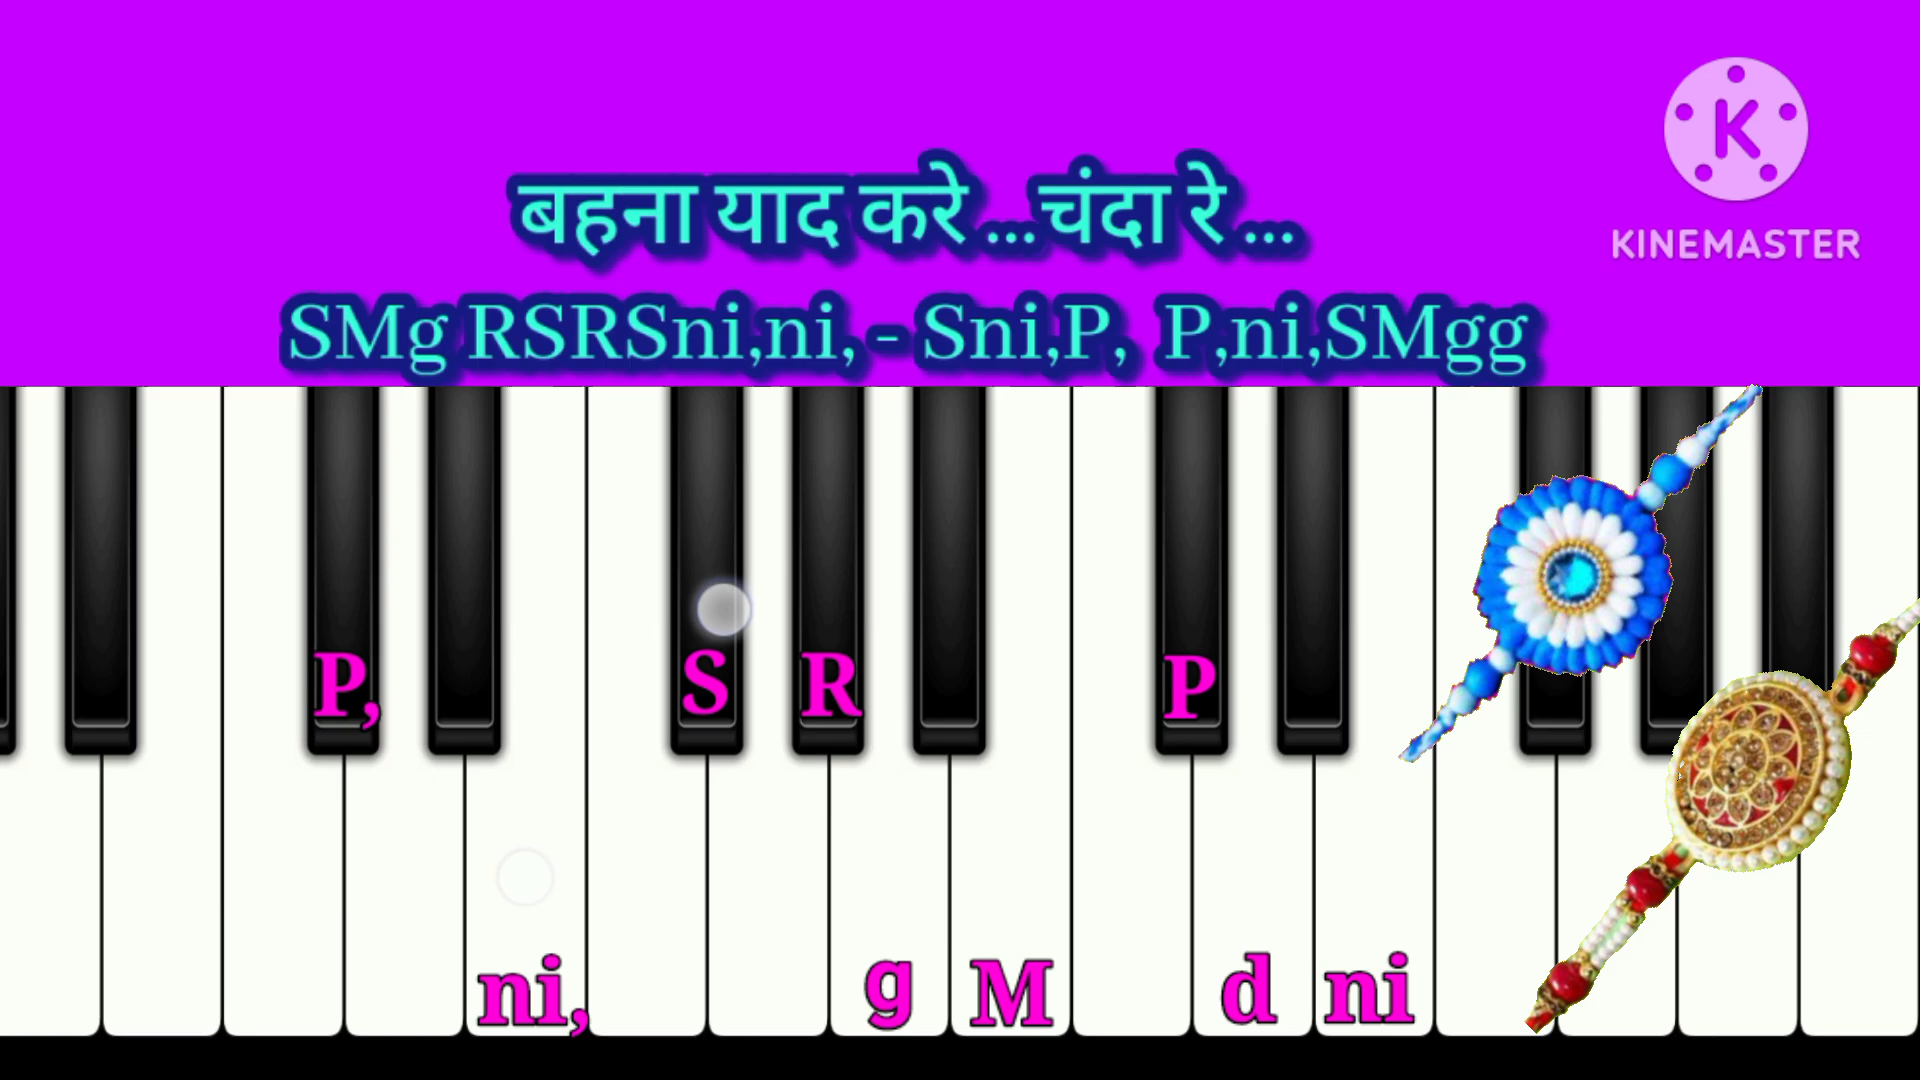 K
KINEMASTER
बहना याद करे ... चंदा रे ...
SMg RSRSni,ni, - Sni,P, P,ni,SMgg
P, S R P
ni, g M d ni